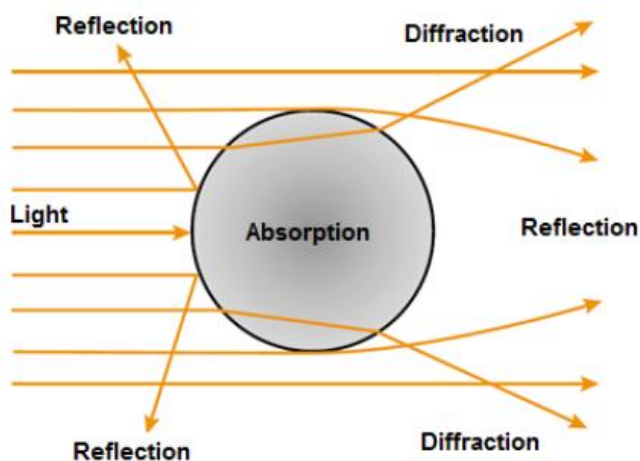 Reflection
Diffraction
Light
Absorption
Reflection
Reflection
Diffraction